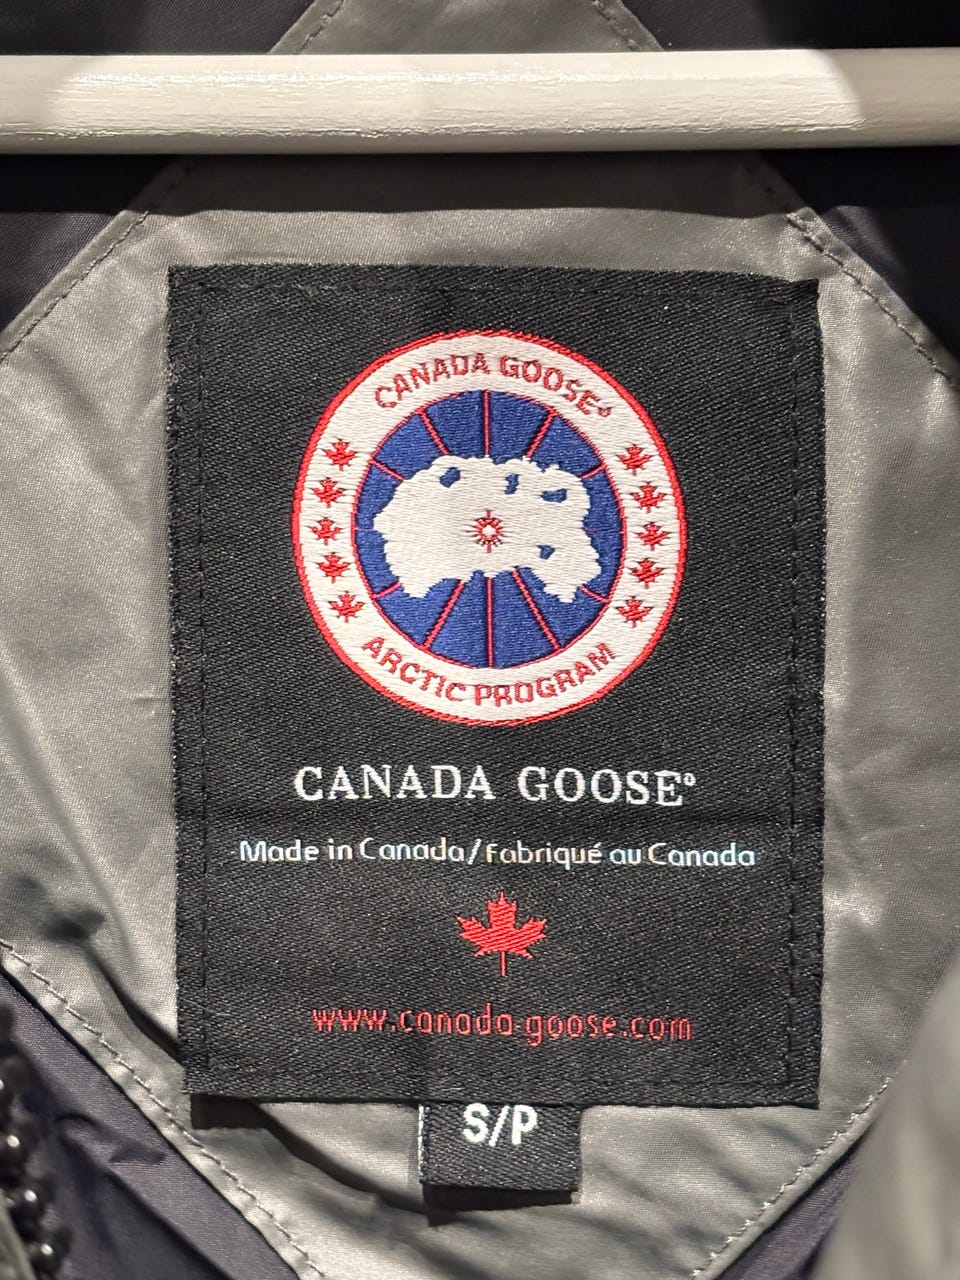 CANADA GOOSE®
ARCTIC PROGRAM
CANADA GOOSE®
Made in Canada/Fabriqué au Canada
www.canada-goose.com
S/P